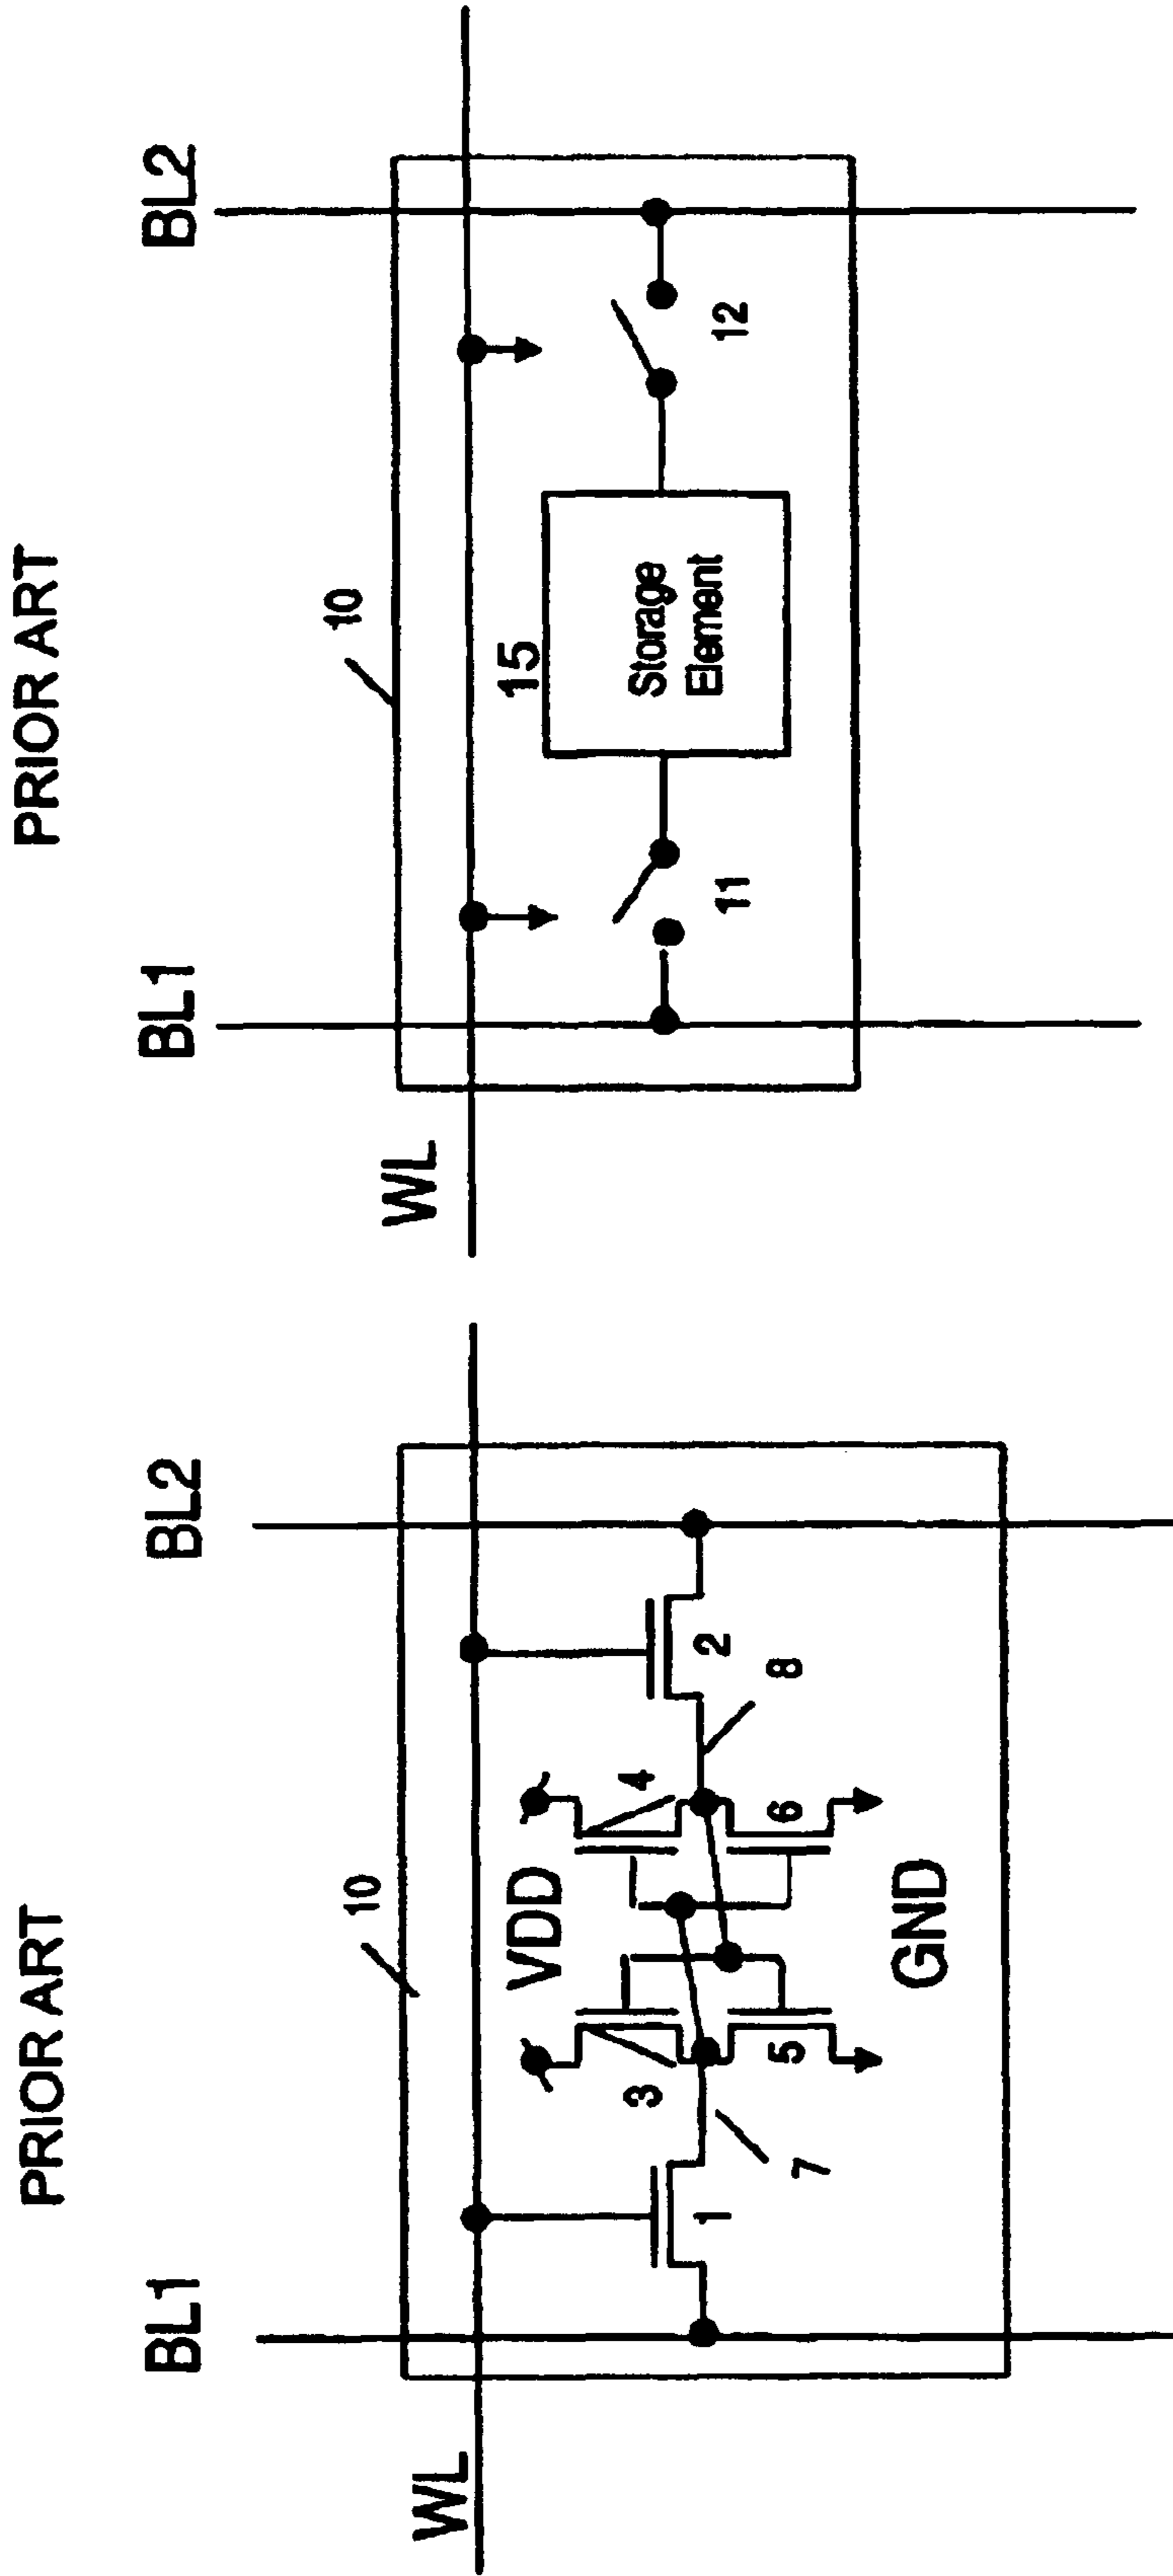 PRIOR ART
10
BL1
BL2
WL
VDD
3
4
1
2
5
6
7
8
GND
PRIOR ART
10
BL1
BL2
WL
15
Storage
Element
11
12